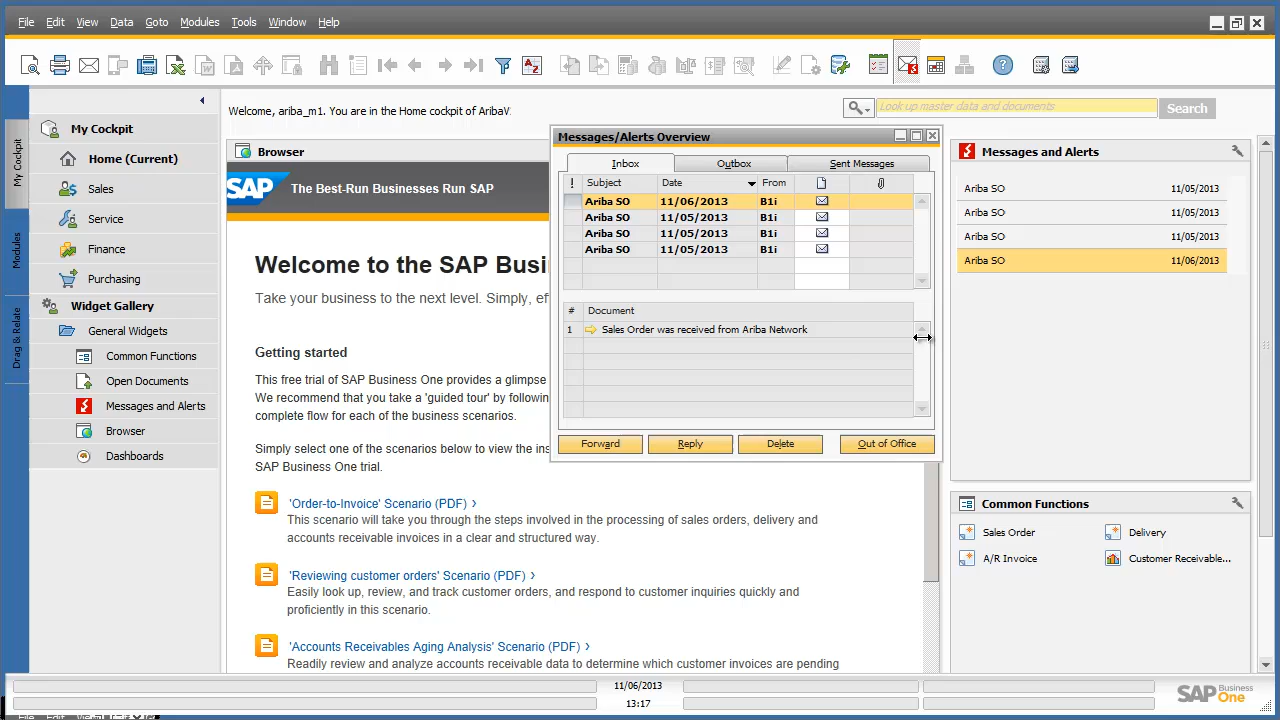 File Edit View Data Goto Modules Tools Window Help
Welcome, ariba_m1. You are in the Home cockpit of AribaV.
Look up master data and documents
Search
My Cockpit
Modules
Drag & Relate
My Cockpit
Home (Current)
Sales
Service
Finance
Purchasing
Widget Gallery
General Widgets
Common Functions
Open Documents
Messages and Alerts
Browser
Dashboards
Browser
SAP The Best-Run Businesses Run SAP
Welcome to the SAP Busi
Take your business to the next level. Simply, ef
Getting started
This free trial of SAP Business One provides a glimpse
We recommend that you take a 'guided tour' by following
complete flow for each of the business scenarios.
Simply select one of the scenarios below to view the ins
SAP Business One trial.
'Order-to-Invoice' Scenario (PDF) ›
This scenario will take you through the steps involved in the processing of sales orders, delivery and
accounts receivable invoices in a clear and structured way.
'Reviewing customer orders' Scenario (PDF) ›
Easily look up, review, and track customer orders, and respond to customer inquiries quickly and
proficiently in this scenario.
'Accounts Receivables Aging Analysis' Scenario (PDF) ›
Readily review and analyze accounts receivable data to determine which customer invoices are pending
Messages/Alerts Overview
Inbox Outbox Sent Messages
! Subject Date From
Ariba SO 11/06/2013 B1i
Ariba SO 11/05/2013 B1i
Ariba SO 11/05/2013 B1i
Ariba SO 11/05/2013 B1i
# Document
1 Sales Order was received from Ariba Network
Forward Reply Delete Out of Office
Messages and Alerts
Ariba SO 11/05/2013
Ariba SO 11/05/2013
Ariba SO 11/05/2013
Ariba SO 11/06/2013
Common Functions
Sales Order Delivery
A/R Invoice Customer Receivable...
11/06/2013
13:17
SAP Business One
File Edit